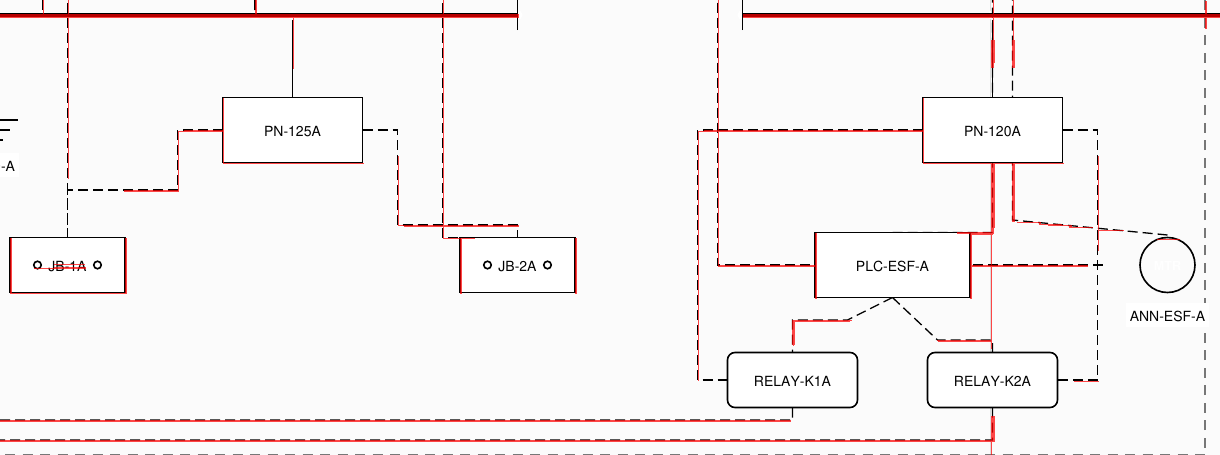 PN-125A
PN-120A
-A
JB-1A
JB-2A
PLC-ESF-A
ANN-ESF-A
RELAY-K1A
RELAY-K2A